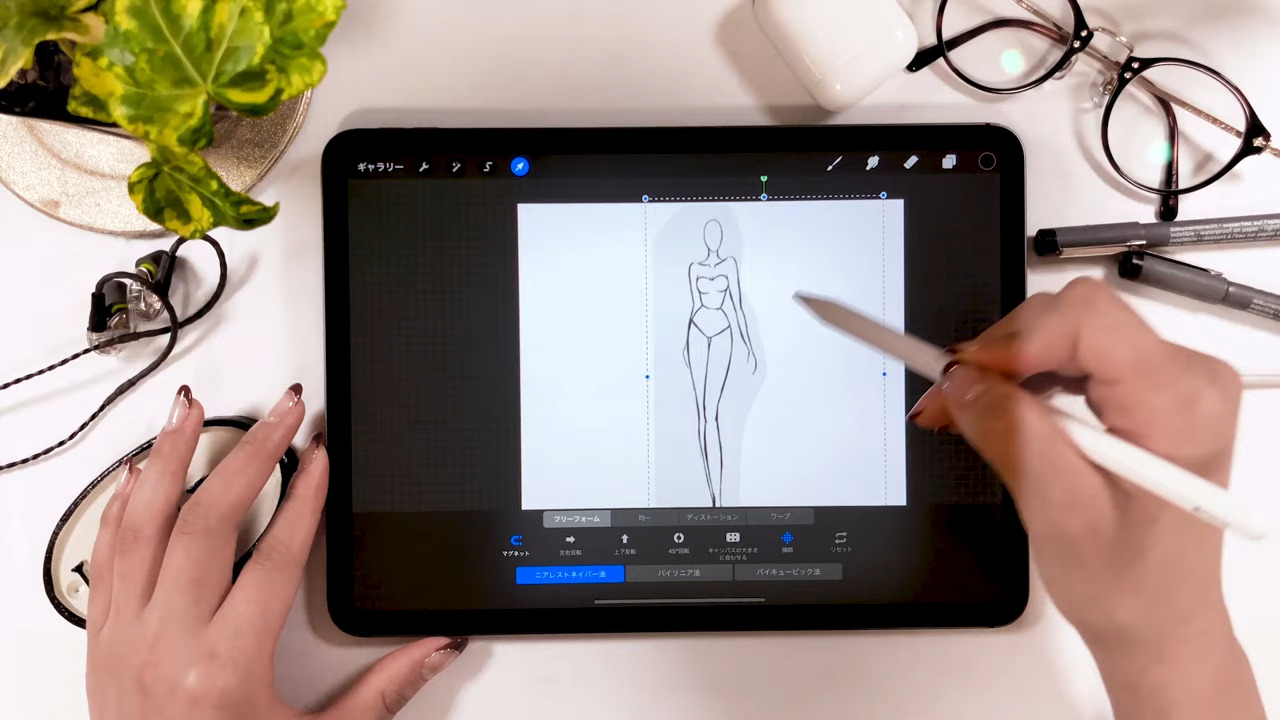 ギャラリー
フリーフォーム
均一
ディストーション
ワープ
マグネット
左右反転
上下反転
45°回転
キャンバスの大きさ
に合わせる
補間
リセット
ニアレストネイバー法
バイリニア法
バイキュービック法